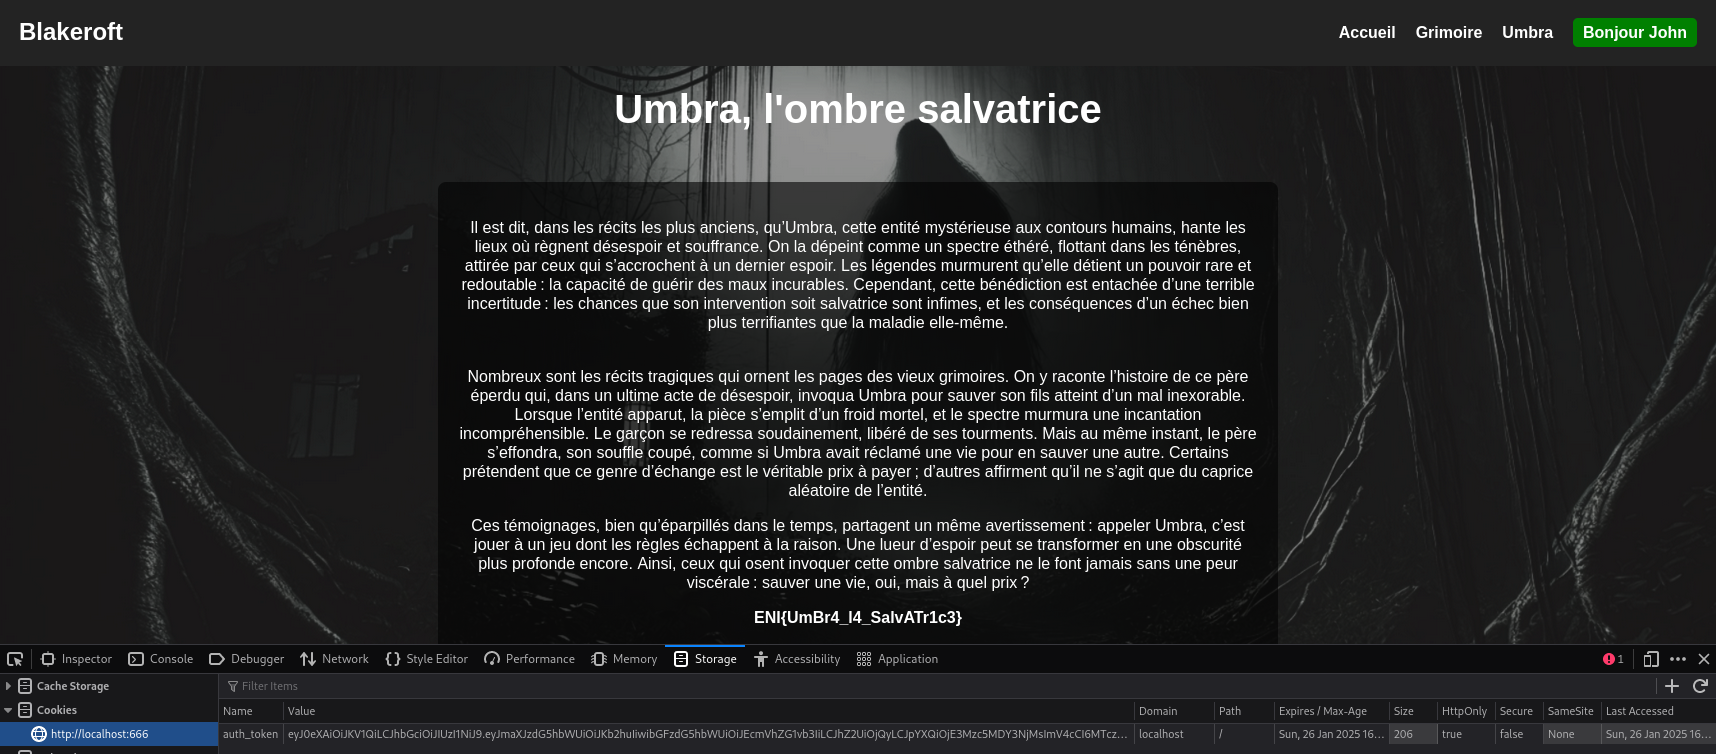 Blakeroft
Accueil Grimoire Umbra Bonjour John
Umbra, l'ombre salvatrice
Il est dit, dans les récits les plus anciens, qu’Umbra, cette entité mystérieuse aux contours humains, hante les
lieux où règnent désespoir et souffrance. On la dépeint comme un spectre éthéré, flottant dans les ténèbres,
attirée par ceux qui s’accrochent à un dernier espoir. Les légendes murmurent qu’elle détient un pouvoir rare et
redoutable : la capacité de guérir des maux incurables. Cependant, cette bénédiction est entachée d’une terrible
incertitude : les chances que son intervention soit salvatrice sont infimes, et les conséquences d’un échec bien
plus terrifiantes que la maladie elle-même.
Nombreux sont les récits tragiques qui ornent les pages des vieux grimoires. On y raconte l’histoire de ce père
éperdu qui, dans un ultime acte de désespoir, invoqua Umbra pour sauver son fils atteint d’un mal inexorable.
Lorsque l’entité apparut, la pièce s’emplit d’un froid mortel, et le spectre murmura une incantation
incompréhensible. Le garçon se redressa soudainement, libéré de ses tourments. Mais au même instant, le père
s’effondra, son souffle coupé, comme si Umbra avait réclamé une vie pour en sauver une autre. Certains
prétendent que ce genre d’échange est le véritable prix à payer ; d’autres affirment qu’il ne s’agit que du caprice
aléatoire de l’entité.
Ces témoignages, bien qu’éparpillés dans le temps, partagent un même avertissement : appeler Umbra, c’est
jouer à un jeu dont les règles échappent à la raison. Une lueur d’espoir peut se transformer en une obscurité
plus profonde encore. Ainsi, ceux qui osent invoquer cette ombre salvatrice ne le font jamais sans une peur
viscérale : sauver une vie, oui, mais à quel prix ?
ENI{UmBr4_l4_SalvATr1c3}
Inspector Console Debugger Network Style Editor Performance Memory Storage Accessibility Application 1
Cache Storage
Filter Items
Cookies
Name Value Domain Path Expires / Max-Age Size HttpOnly Secure SameSite Last Accessed
http://localhost:666
auth_token localhost / Sun, 26 Jan 2025 16... 206 true false None Sun, 26 Jan 2025 16...